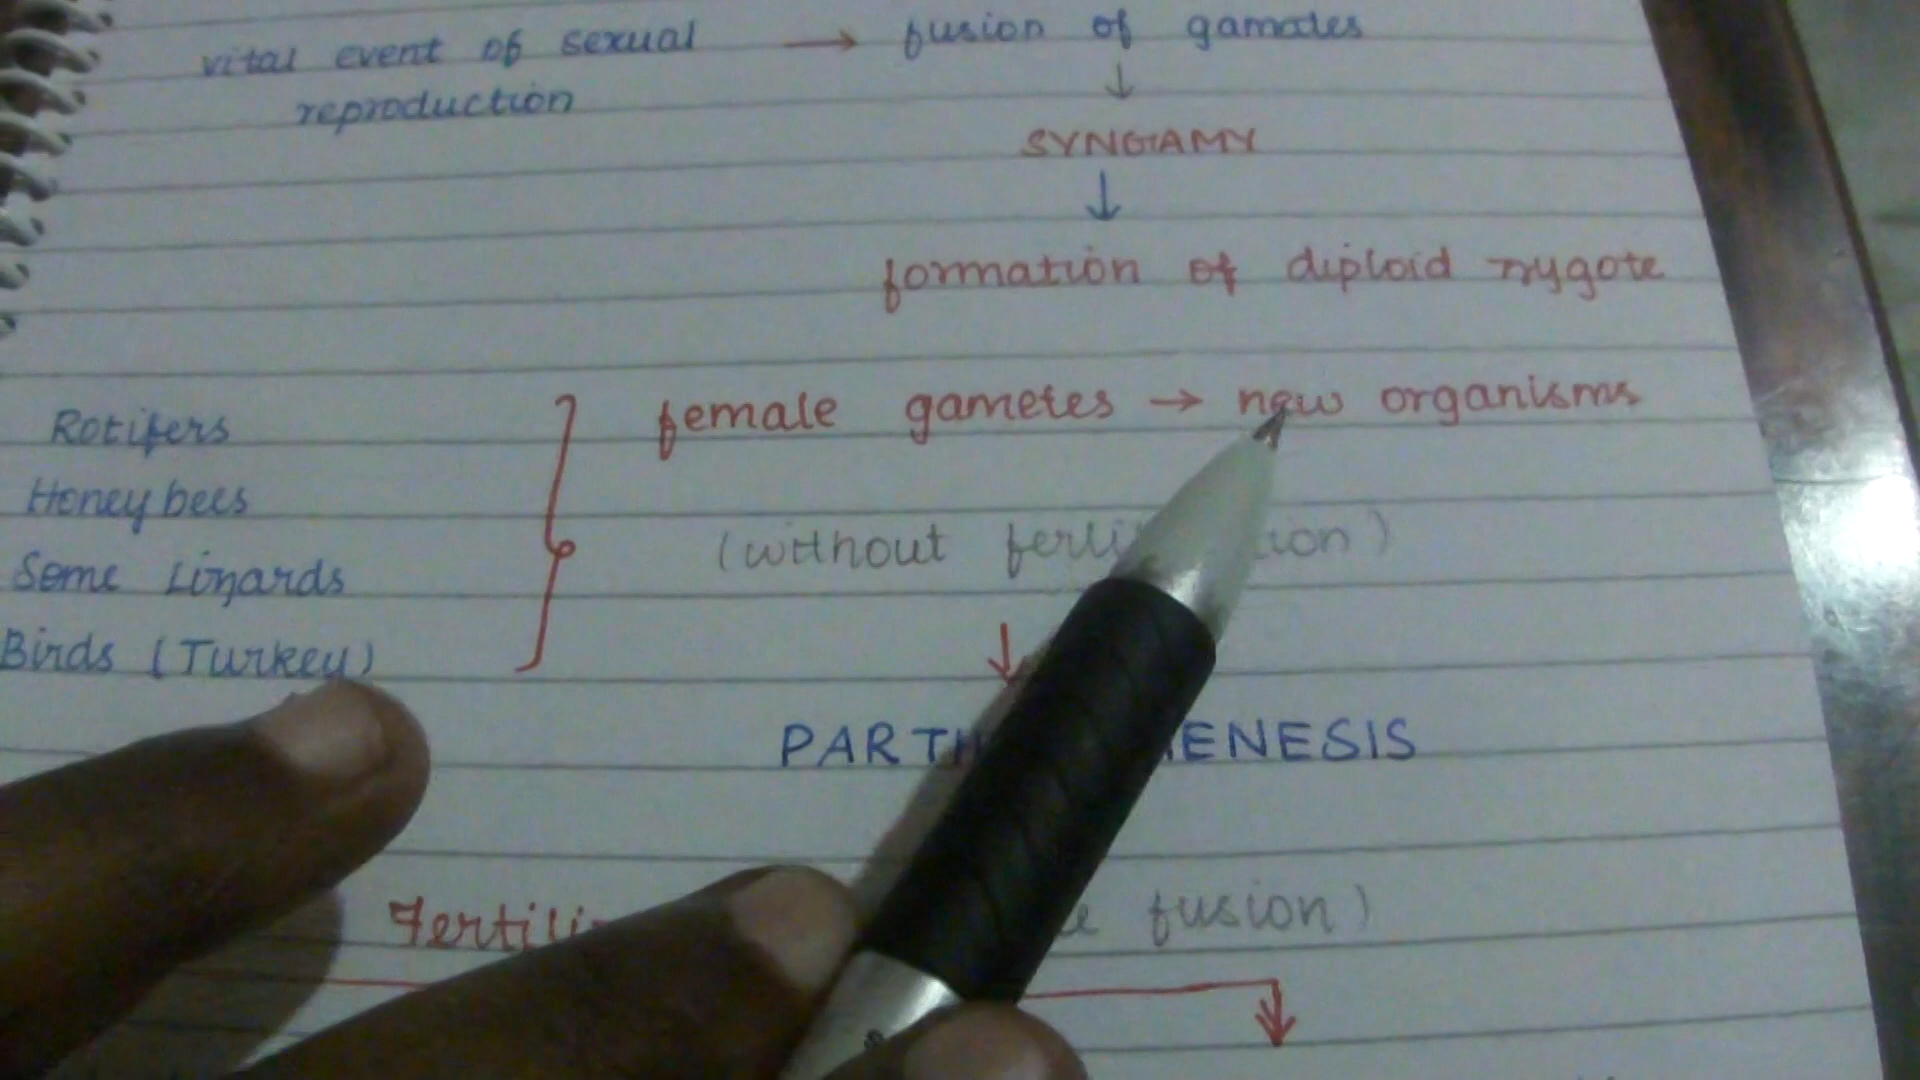 vital event of sexual → fusion of gamates
reproduction
↓
SYNGAMY
↓
formation of diploid zygote
Rotifers
Honey bees
Some Lizards
Birds (Turkey)
female gametes → new organisms
(without
↓
fusion)